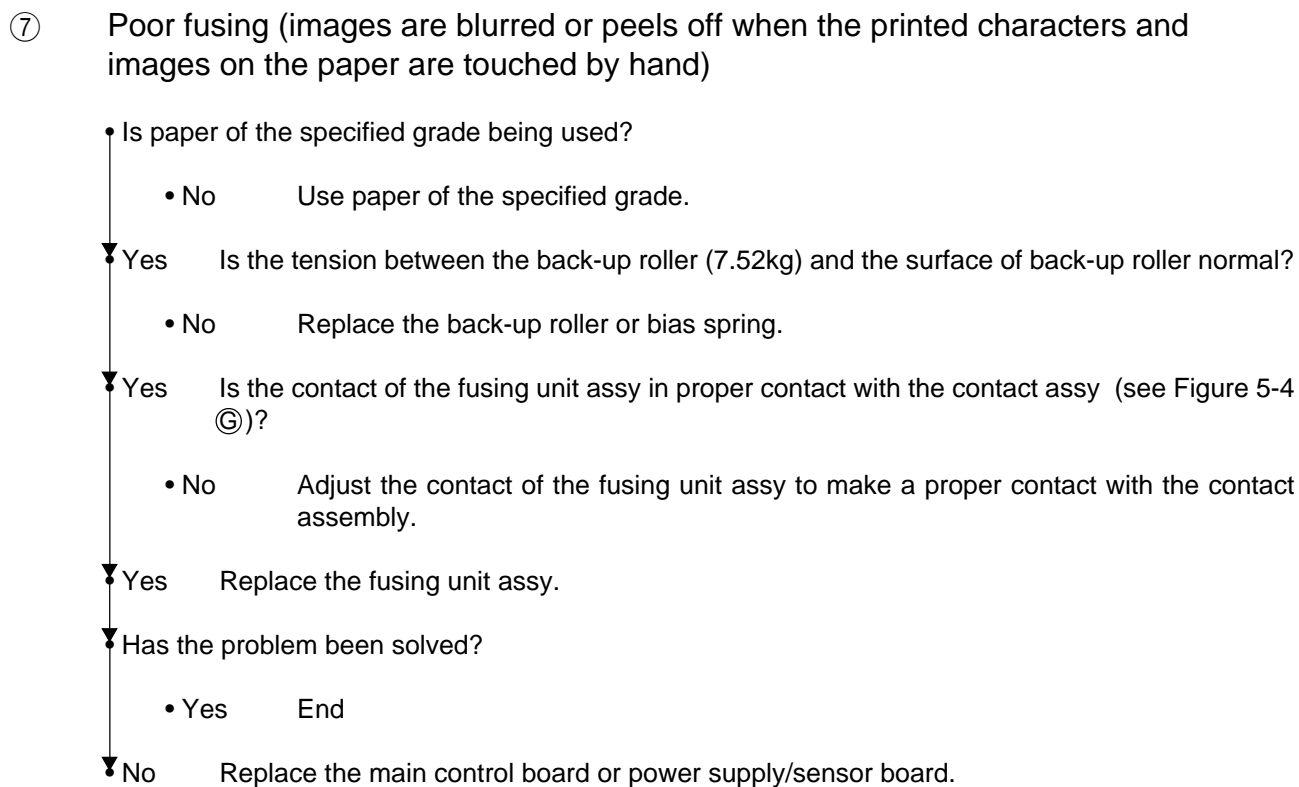 ⑦ Poor fusing (images are blurred or peels off when the printed characters and
images on the paper are touched by hand)
• Is paper of the specified grade being used?
• No Use paper of the specified grade.
• Yes Is the tension between the back-up roller (7.52kg) and the surface of back-up roller normal?
• No Replace the back-up roller or bias spring.
• Yes Is the contact of the fusing unit assy in proper contact with the contact assy (see Figure 5-4
Ⓖ)?
• No Adjust the contact of the fusing unit assy to make a proper contact with the contact
assembly.
• Yes Replace the fusing unit assy.
• Has the problem been solved?
• Yes End
• No Replace the main control board or power supply/sensor board.